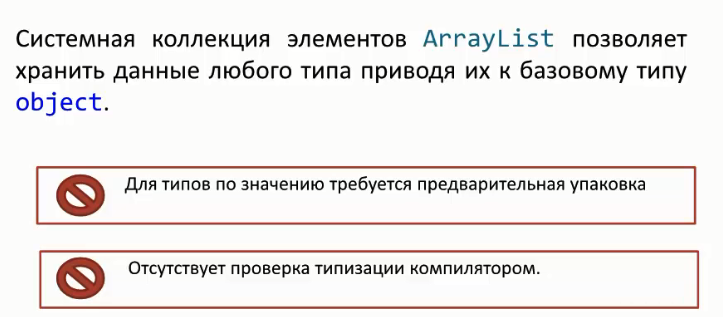 Системная коллекция элементов ArrayList позволяет
хранить данные любого типа приводя их к базовому типу
object.
Для типов по значению требуется предварительная упаковка
Отсутствует проверка типизации компилятором.